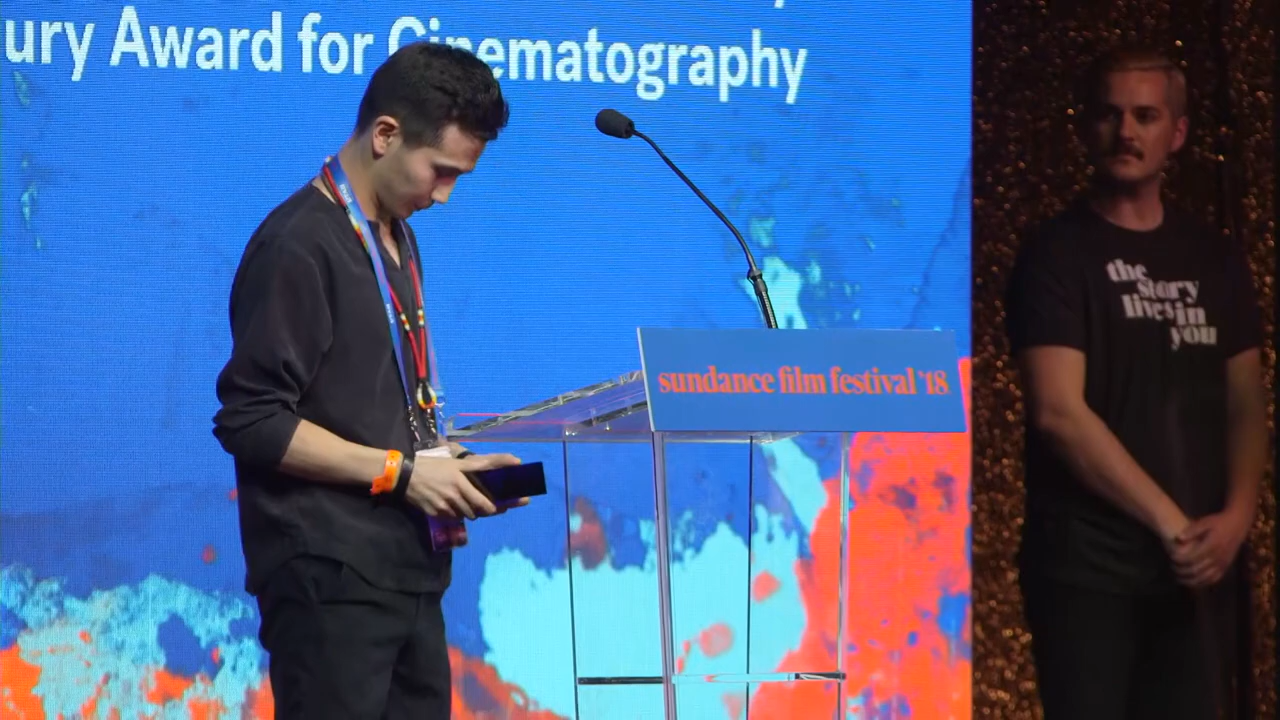 ury Award for Cinematography
sundance film festival '18
the
story
lives in
you